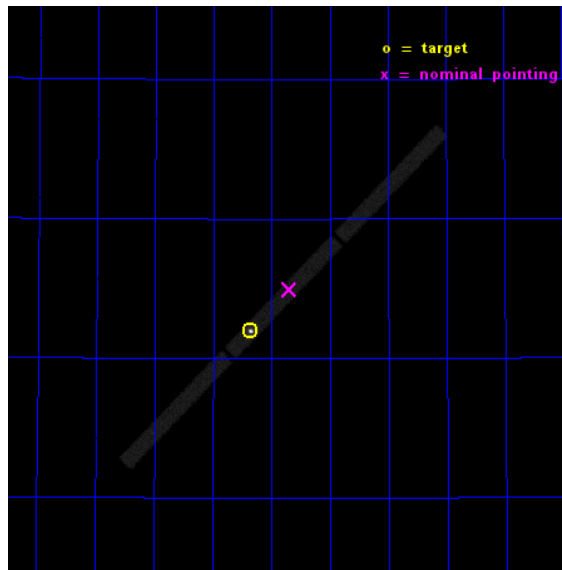 o = target
x = nominal pointing